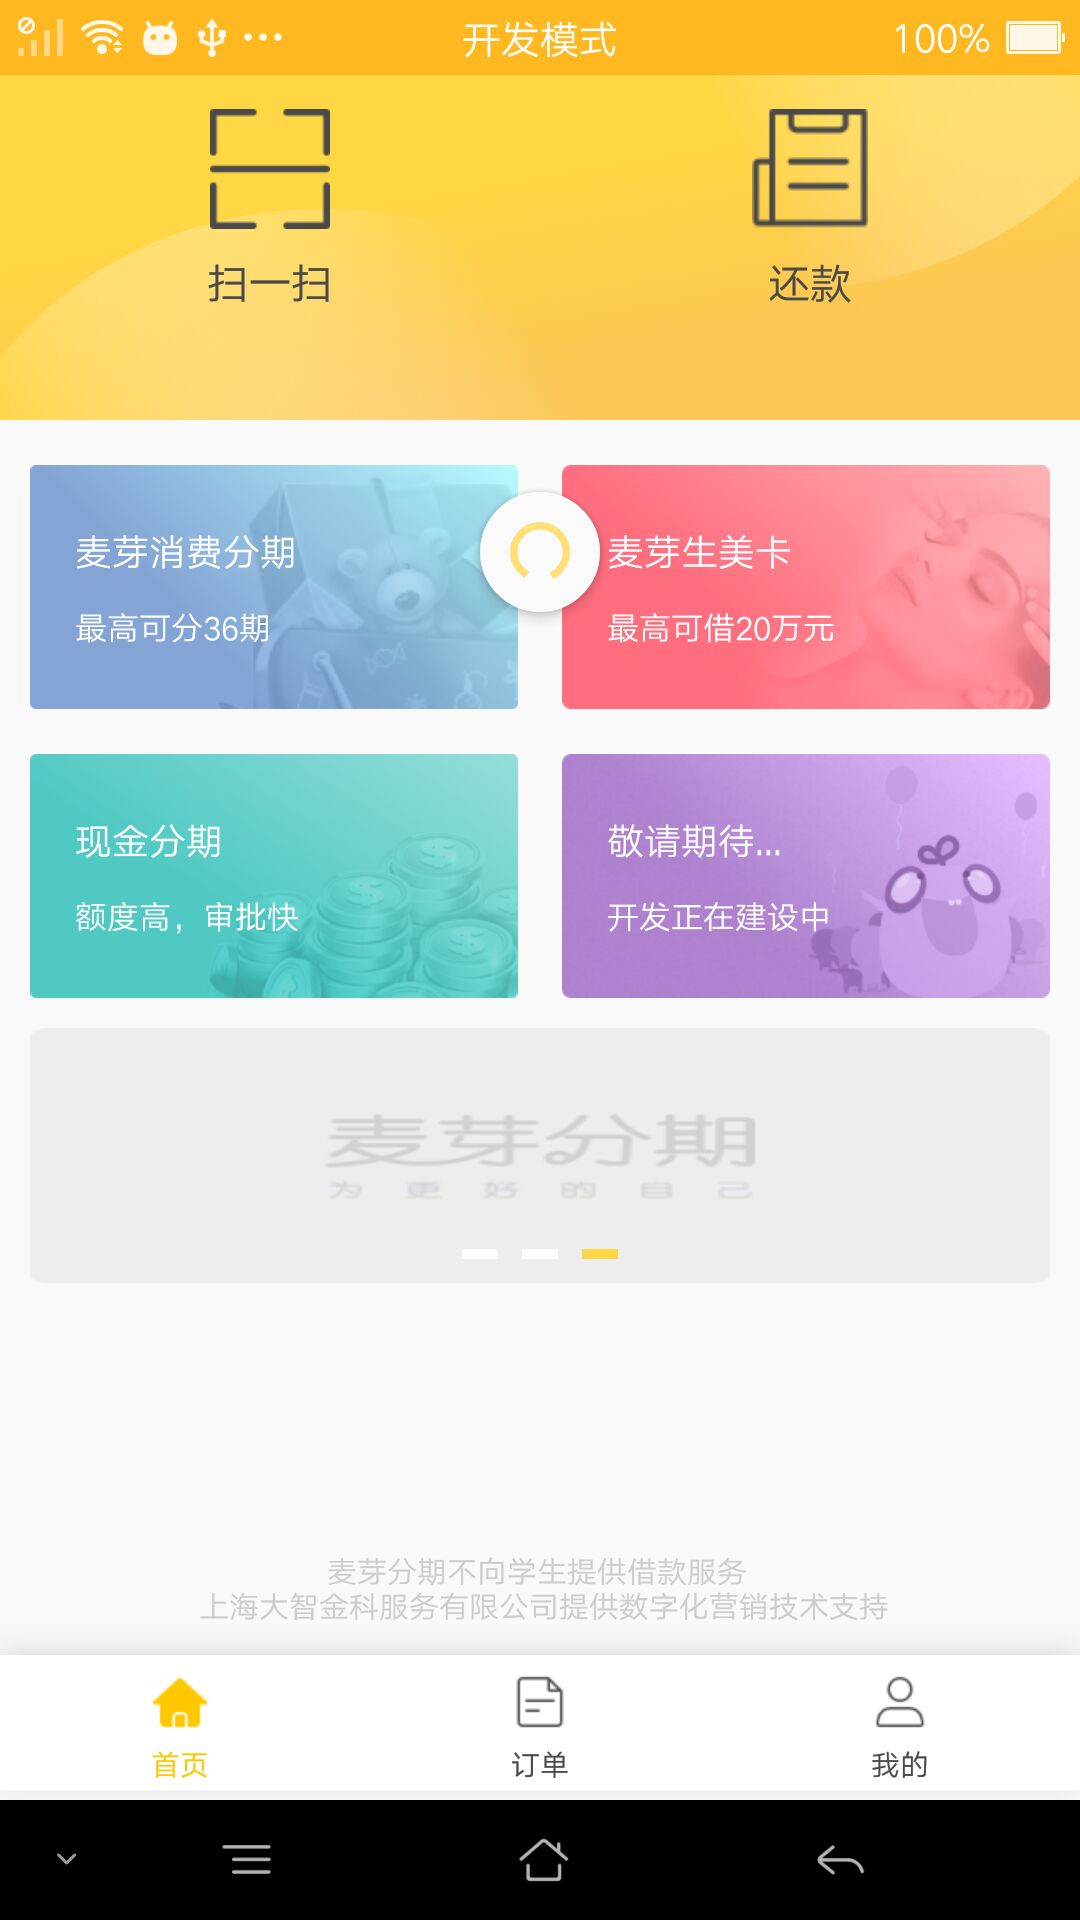 开发模式
100%
扫一扫
还款
麦芽消费分期
最高可分36期
麦芽生美卡
最高可借20万元
现金分期
额度高，审批快
敬请期待...
开发正在建设中
麦芽分期
为更好的自己
麦芽分期不向学生提供借款服务
上海大智金科服务有限公司提供数字化营销技术支持
首页
订单
我的